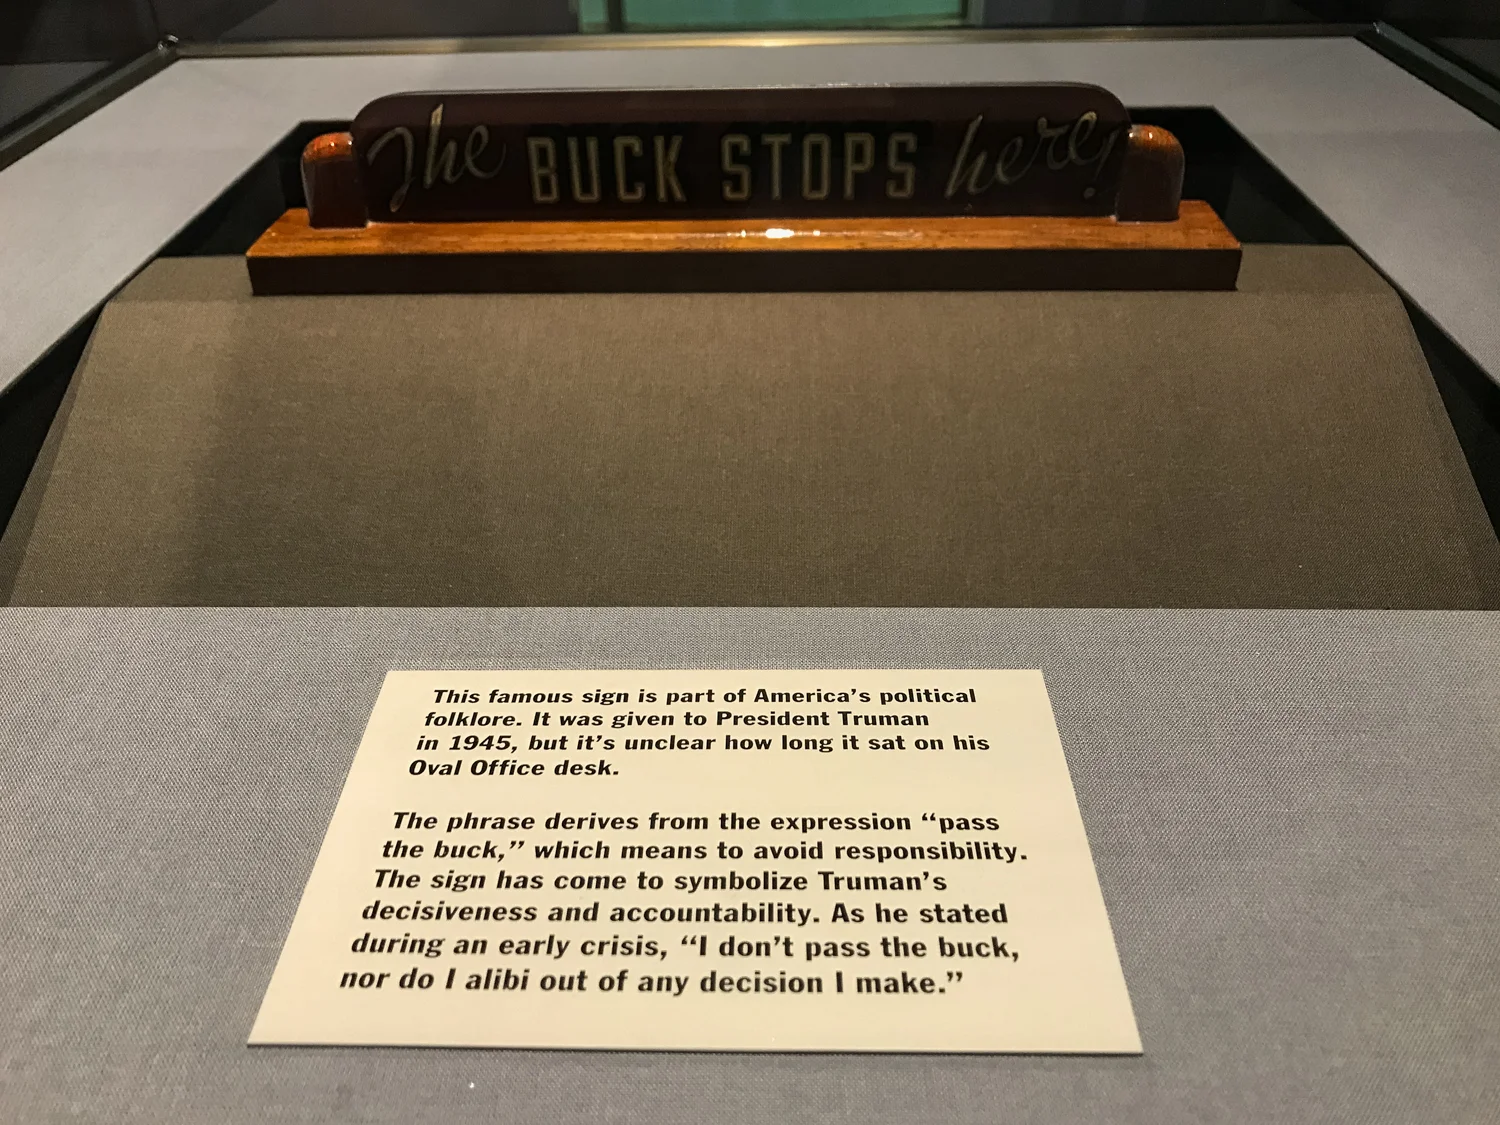 The BUCK STOPS here!
This famous sign is part of America's political
folklore. It was given to President Truman
in 1945, but it's unclear how long it sat on his
Oval Office desk.
The phrase derives from the expression “pass
the buck,” which means to avoid responsibility.
The sign has come to symbolize Truman's
decisiveness and accountability. As he stated
during an early crisis, “I don't pass the buck,
nor do I alibi out of any decision I make.”